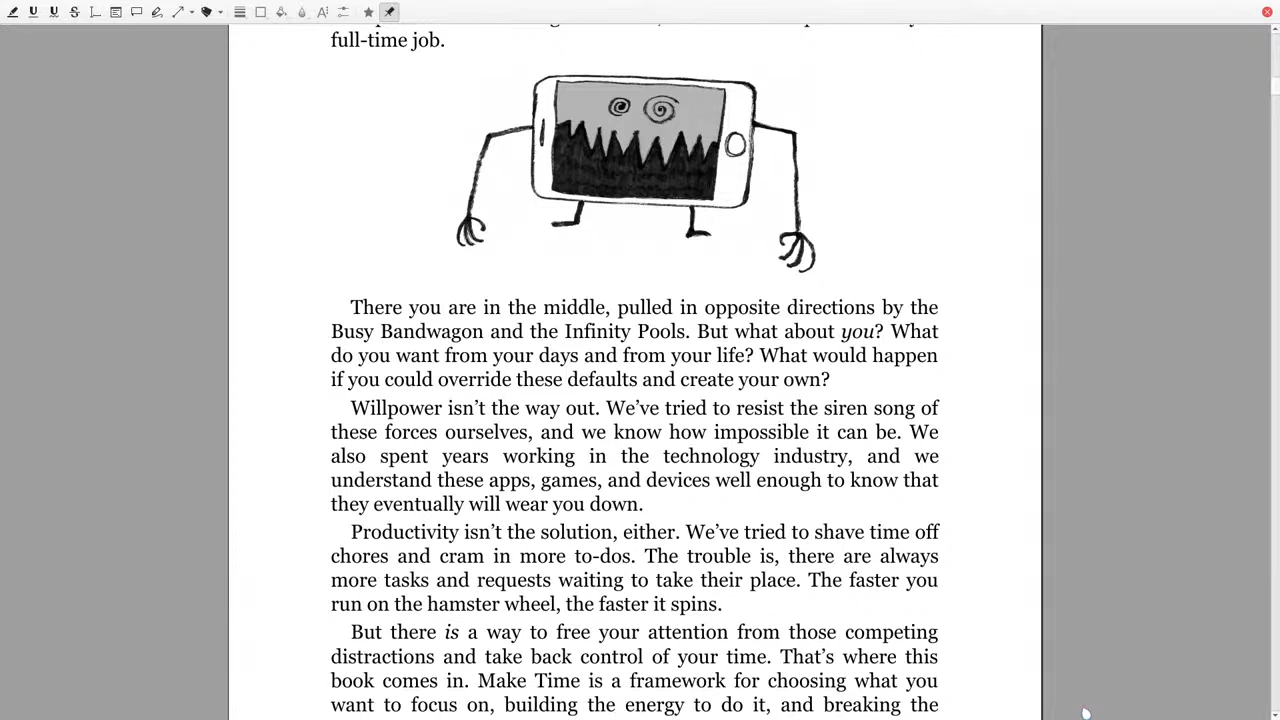 full-time job.
There you are in the middle, pulled in opposite directions by the
Busy Bandwagon and the Infinity Pools. But what about you? What
do you want from your days and from your life? What would happen
if you could override these defaults and create your own?
Willpower isn’t the way out. We’ve tried to resist the siren song of
these forces ourselves, and we know how impossible it can be. We
also spent years working in the technology industry, and we
understand these apps, games, and devices well enough to know that
they eventually will wear you down.
Productivity isn’t the solution, either. We’ve tried to shave time off
chores and cram in more to-dos. The trouble is, there are always
more tasks and requests waiting to take their place. The faster you
run on the hamster wheel, the faster it spins.
But there is a way to free your attention from those competing
distractions and take back control of your time. That’s where this
book comes in. Make Time is a framework for choosing what you
want to focus on, building the energy to do it, and breaking the